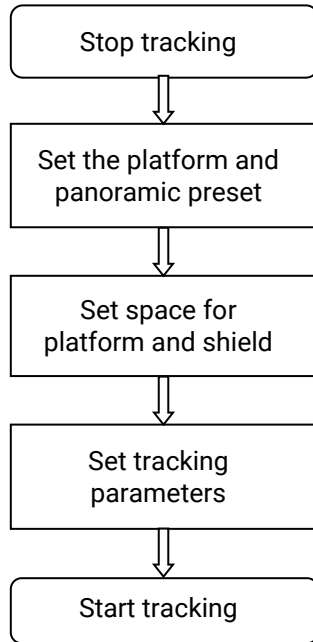 Stop tracking
Set the platform and
panoramic preset
Set space for
platform and shield
Set tracking
parameters
Start tracking